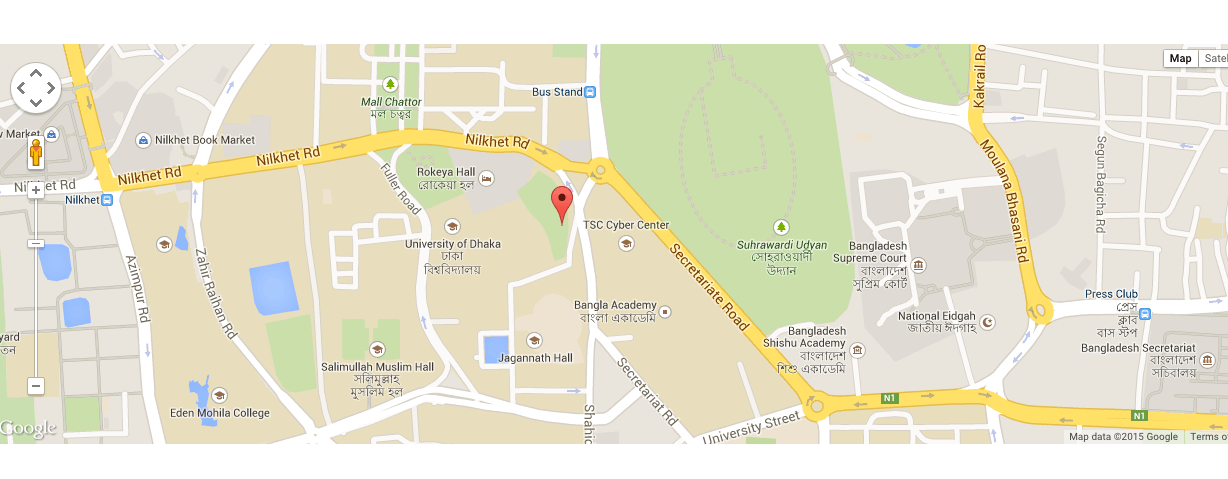 Map
Satel
Kakrail Ro
Mall Chattor
মল চত্বর
Bus Stand
w Market
Nilkhet Book Market
Nilkhet Rd
Nilkhet Rd
Nilkhet Rd
Nilkhet Rd
Nilkhet
Fuller Road
Rokeya Hall
রোকেয়া হল
Moulana Bhasani Rd
Segun Bagicha Rd
TSC Cyber Center
University of Dhaka
ঢাকা
বিশ্ববিদ্যালয়
Suhrawardi Udyan
সোহরাওয়ার্দী
উদ্যান
Bangladesh
Supreme Court
বাংলাদেশ
সুপ্রিম কোর্ট
Azimpur Rd
Zahir Raihan Rd
Secretariate Road
Bangla Academy
বাংলা একাডেমি
Press Club
প্রেস
ক্লাব
বাস স্টপ
National Eidgah
জাতীয় ঈদগাহ
Bangladesh
Shishu Academy
বাংলাদেশ
শিশু একাডেমি
Bangladesh Secretariat
বাংলাদেশ
সচিবালয়
yard
তন
Jagannath Hall
Salimullah Muslim Hall
সলিমুল্লাহ
মুসলিম হল
Eden Mohila College
Secretariat Rd
Shahid
University Street
N1
N1
Google
Map data ©2015 Google
Terms of